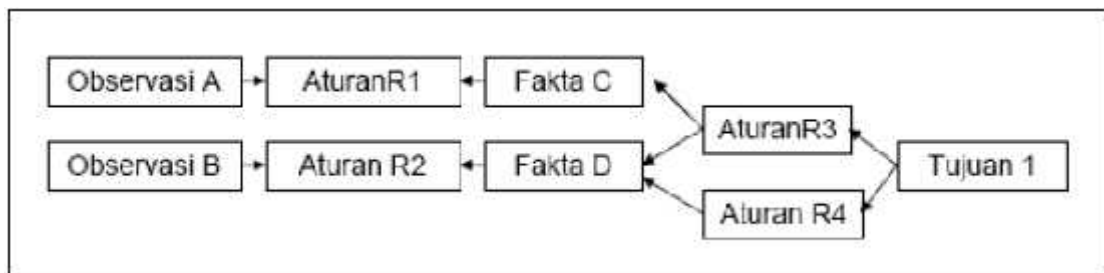 Observasi A
AturanR1
Fakta C
AturanR3
Observasi B
Aturan R2
Fakta D
Tujuan 1
Aturan R4